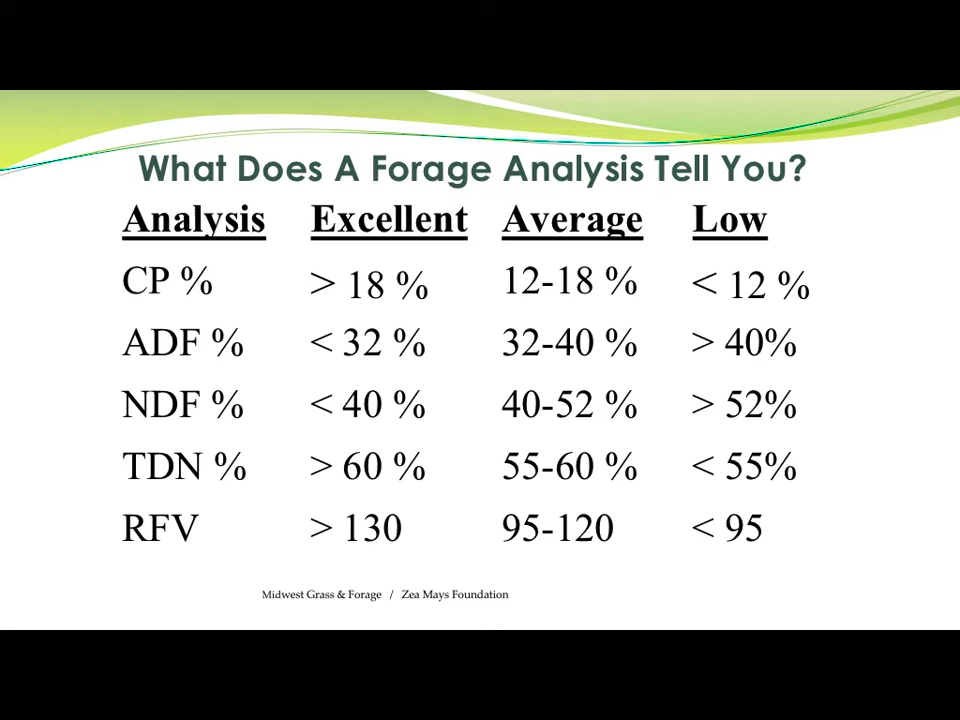 What Does A Forage Analysis Tell You?
Analysis Excellent Average Low
CP % > 18 % 12-18 % < 12 %
ADF % < 32 % 32-40 % > 40%
NDF % < 40 % 40-52 % > 52%
TDN % > 60 % 55-60 % < 55%
RFV > 130 95-120 < 95
Midwest Grass & Forage / Zea Mays Foundation